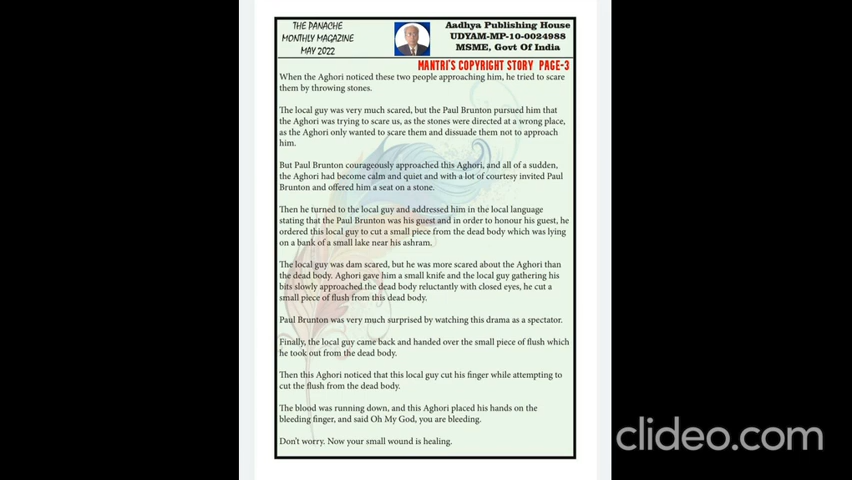 THE PANACHE
MONTHLY MAGAZINE
MAY 2022
Aadhya Publishing House
UDYAM-MP-10-0024988
MSME, Govt Of India
MANTRI'S COPYRIGHT STORY PAGE-3
When the Aghori noticed these two people approaching him, he tried to scare
them by throwing stones.
The local guy was very much scared, but the Paul Brunton pursued him that
the Aghori was trying to scare us, as the stones were directed at a wrong place,
as the Aghori only wanted to scare them and dissuade them not to approach
him.
But Paul Brunton courageously approached this Aghori, and all of a sudden,
the Aghori had become calm and quiet and with a lot of courtesy invited Paul
Brunton and offered him a seat on a stone.
Then he turned to the local guy and addressed him in the local language
stating that the Paul Brunton was his guest and in order to honour his guest, he
ordered this local guy to cut a small piece from the dead body which was lying
on a bank of a small lake near his ashram.
The local guy was dam scared, but he was more scared about the Aghori than
the dead body. Aghori gave him a small knife and the local guy gathering his
bits slowly approached the dead body reluctantly with closed eyes, he cut a
small piece of flush from this dead body.
Paul Brunton was very much surprised by watching this drama as a spectator.
Finally, the local guy came back and handed over the small piece of flush which
he took out from the dead body.
Then this Aghori noticed that this local guy cut his finger while attempting to
cut the flush from the dead body.
The blood was running down, and this Aghori placed his hands on the
bleeding finger, and said Oh My God, you are bleeding.
Don't worry. Now your small wound is healing.
clideo.com